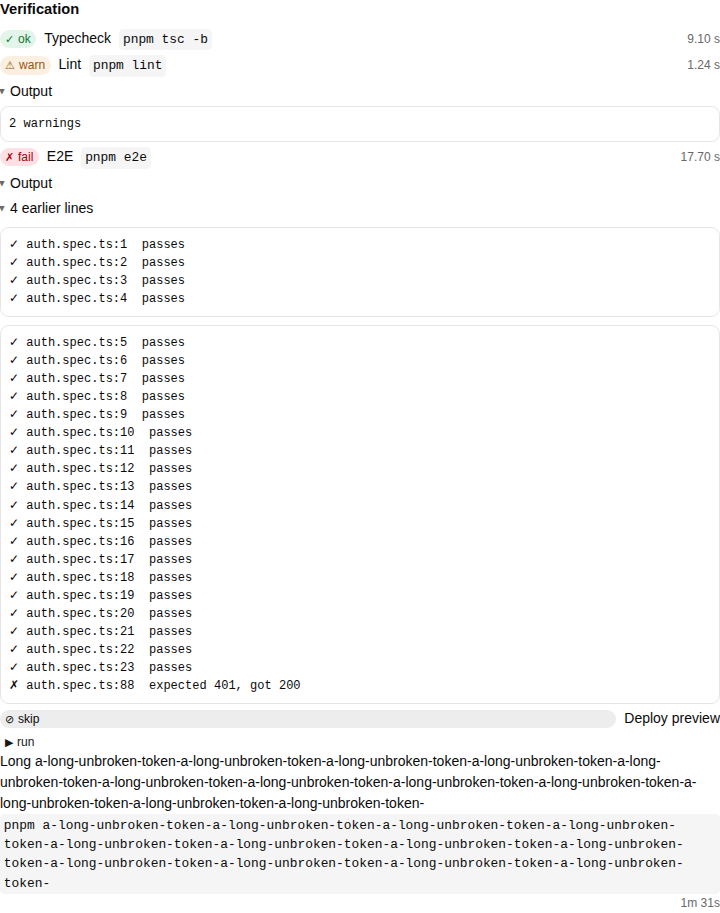 Verification
✓ ok Typecheck pnpm tsc -b 9.10 s
⚠ warn Lint pnpm lint 1.24 s
▾ Output
2 warnings
✗ fail E2E pnpm e2e 17.70 s
▾ Output
▾ 4 earlier lines
✓ auth.spec.ts:1  passes
✓ auth.spec.ts:2  passes
✓ auth.spec.ts:3  passes
✓ auth.spec.ts:4  passes
✓ auth.spec.ts:5  passes
✓ auth.spec.ts:6  passes
✓ auth.spec.ts:7  passes
✓ auth.spec.ts:8  passes
✓ auth.spec.ts:9  passes
✓ auth.spec.ts:10  passes
✓ auth.spec.ts:11  passes
✓ auth.spec.ts:12  passes
✓ auth.spec.ts:13  passes
✓ auth.spec.ts:14  passes
✓ auth.spec.ts:15  passes
✓ auth.spec.ts:16  passes
✓ auth.spec.ts:17  passes
✓ auth.spec.ts:18  passes
✓ auth.spec.ts:19  passes
✓ auth.spec.ts:20  passes
✓ auth.spec.ts:21  passes
✓ auth.spec.ts:22  passes
✓ auth.spec.ts:23  passes
✗ auth.spec.ts:88  expected 401, got 200
⊘ skip Deploy preview
▶ run
Long a-long-unbroken-token-a-long-unbroken-token-a-long-unbroken-token-a-long-unbroken-token-a-long-
unbroken-token-a-long-unbroken-token-a-long-unbroken-token-a-long-unbroken-token-a-long-unbroken-token-a-
long-unbroken-token-a-long-unbroken-token-a-long-unbroken-token-
pnpm a-long-unbroken-token-a-long-unbroken-token-a-long-unbroken-token-a-long-unbroken-
token-a-long-unbroken-token-a-long-unbroken-token-a-long-unbroken-token-a-long-unbroken-
token-a-long-unbroken-token-a-long-unbroken-token-a-long-unbroken-token-a-long-unbroken-
token-
1m 31s